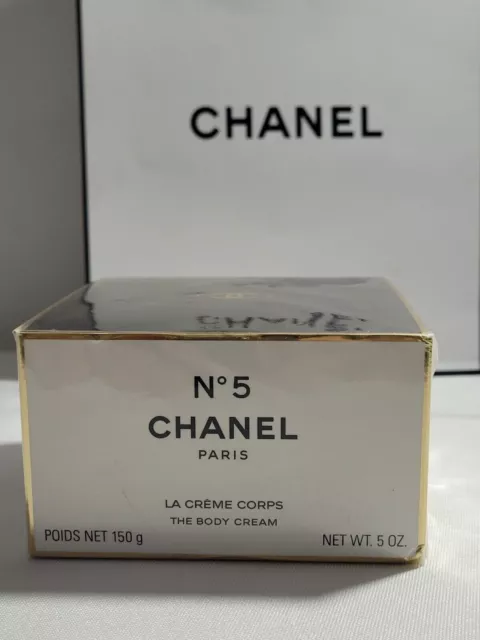 CHANEL
N°5
CHANEL
PARIS
LA CRÈME CORPS
THE BODY CREAM
POIDS NET 150 g
NET WT. 5 OZ.